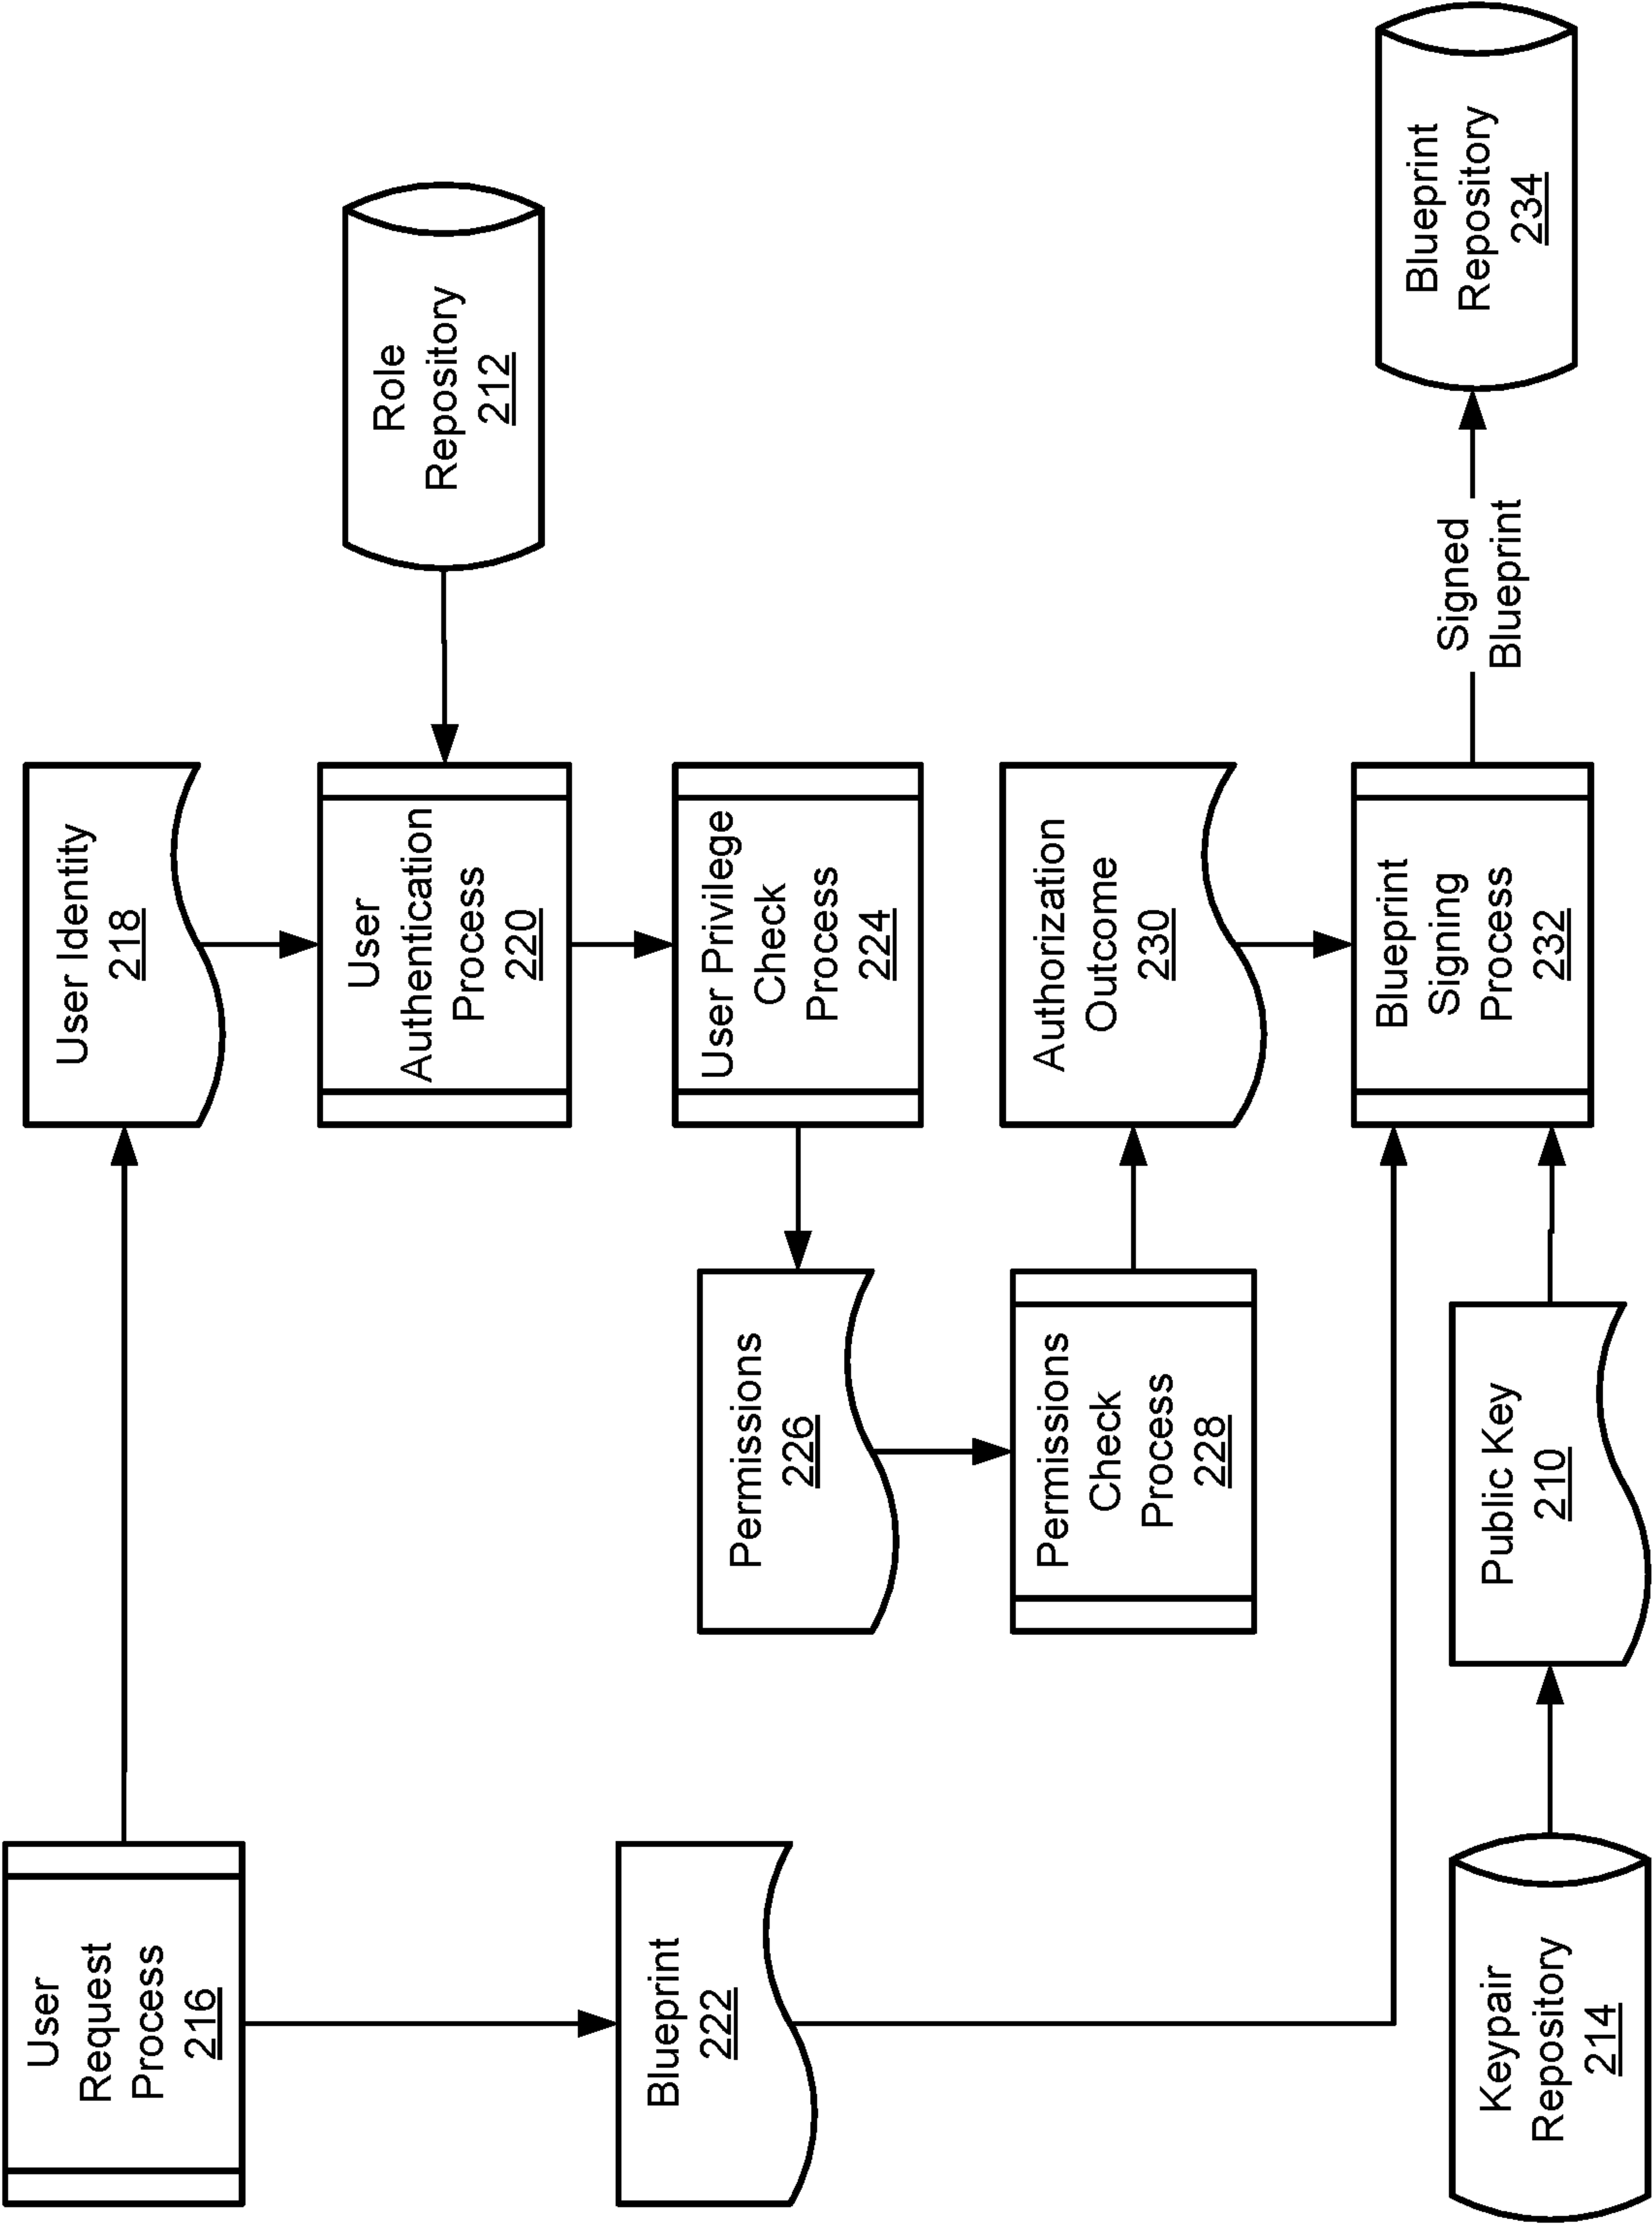 User
Request
Process
216
User Identity
218
User
Authentication
Process
220
Role
Repository
212
Blueprint
222
Permissions
226
User Privilege
Check
Process
224
Permissions
Check
Process
228
Authorization
Outcome
230
Keypair
Repository
214
Public Key
210
Blueprint
Signing
Process
232
Signed
Blueprint
Blueprint
Repository
234